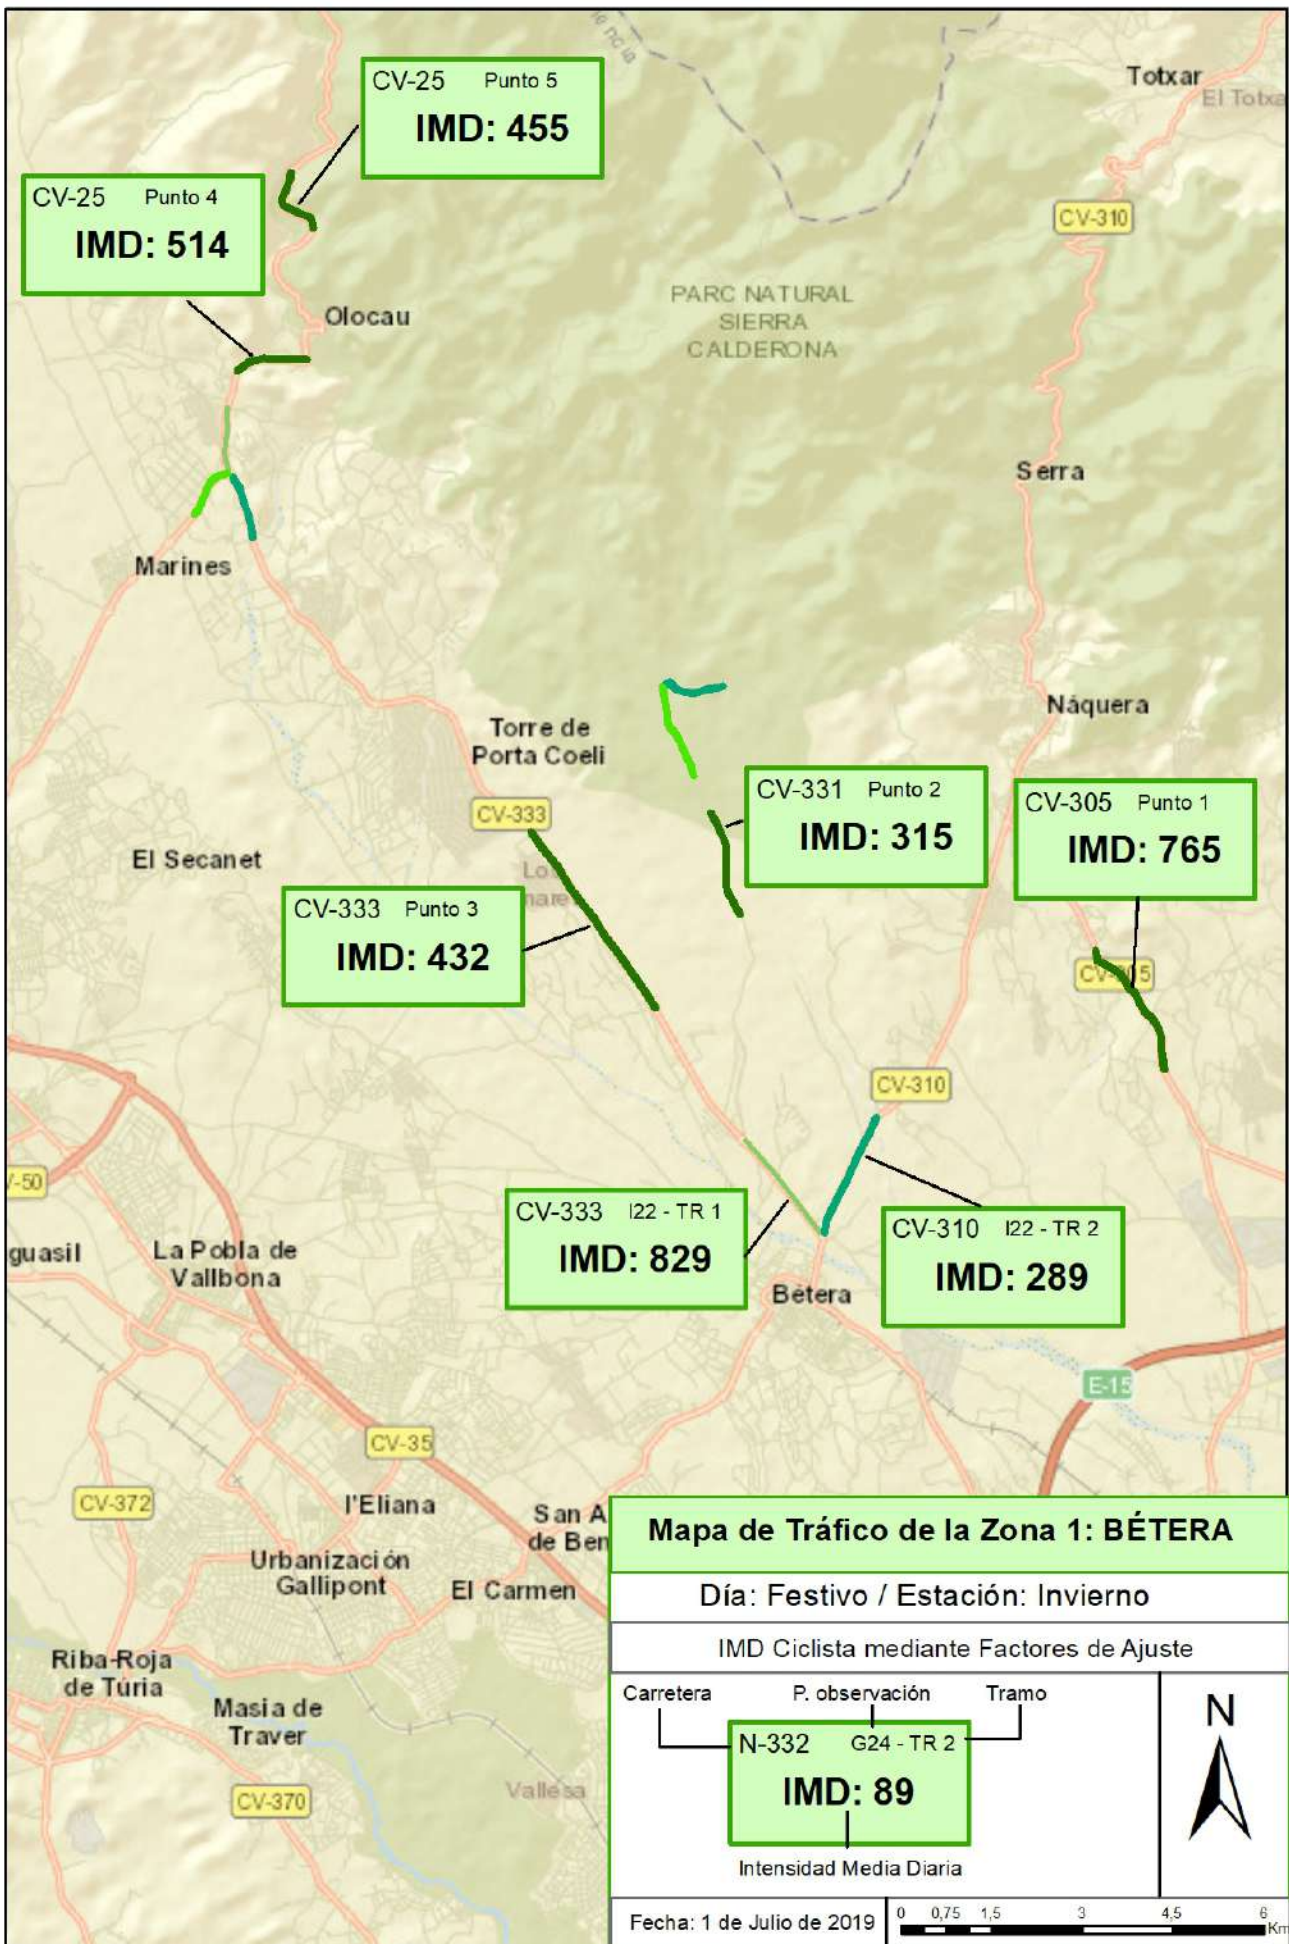 Totxar
CV-25 Punto 5
IMD: 455
CV-25 Punto 4
IMD: 514
CV-310
PARC NATURAL
SIERRA
CALDERONA
Olocau
Serra
Marines
Náquera
Torre de
Porta Coeli
CV-331 Punto 2
IMD: 315
CV-305 Punto 1
IMD: 765
CV-333
El Secanet
CV-333 Punto 3
IMD: 432
CV-310
CV-333 I22 - TR 1
IMD: 829
CV-310 I22 - TR 2
IMD: 289
La Pobla de
Vallbona
Bétera
E-15
CV-35
CV-372
l'Eliana
San A
de Ben
Urbanización
Gallipont
El Carmen
Riba-Roja
de Túria
Masia de
Traver
CV-370
Vallesa
Mapa de Tráfico de la Zona 1: BÉTERA
Día: Festivo / Estación: Invierno
IMD Ciclista mediante Factores de Ajuste
Carretera P. observación Tramo
N-332 G24 - TR 2
IMD: 89
Intensidad Media Diaria
N
Fecha: 1 de Julio de 2019
0 0,75 1,5 3 4,5 6
Km